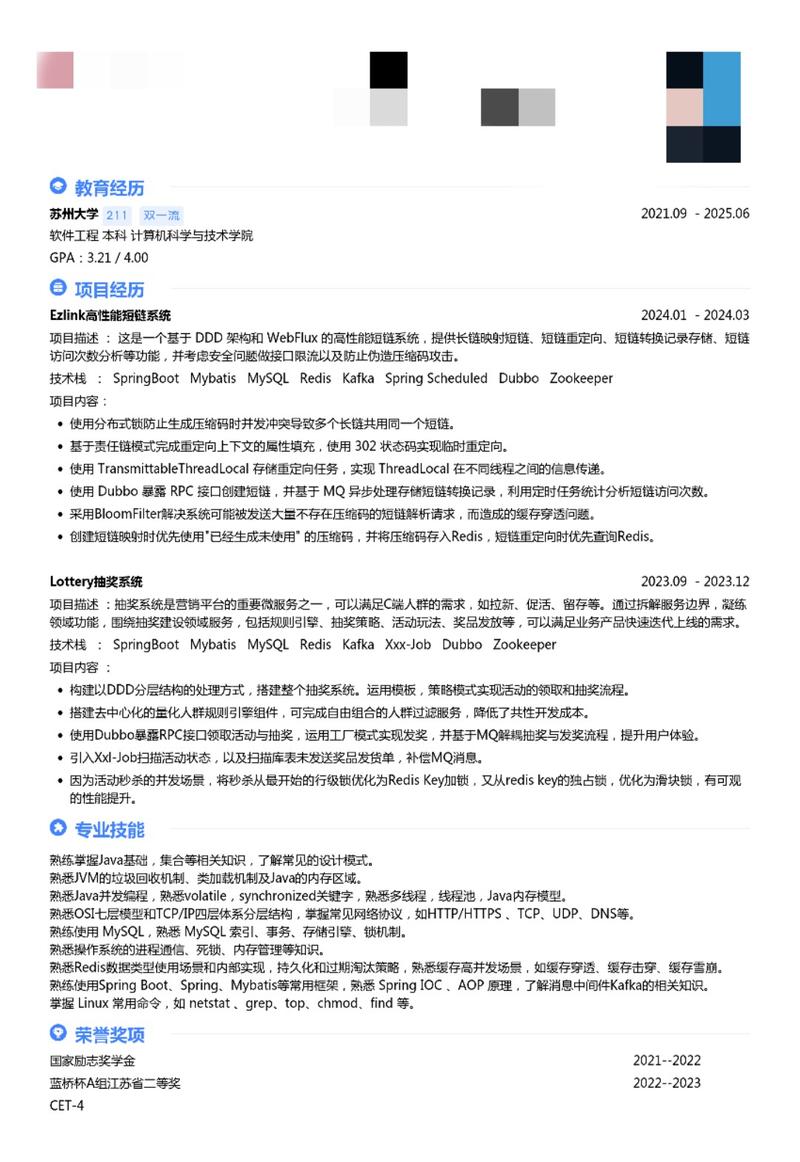 教育经历
苏州大学 211 双一流 2021.09 - 2025.06
软件工程 本科 计算机科学与技术学院
GPA：3.21 / 4.00
项目经历
Ezlink高性能短链系统 2024.01 - 2024.03
项目描述 ： 这是一个基于 DDD 架构和 WebFlux 的高性能短链系统，提供长链映射短链、短链重定向、短链转换记录存储、短链
访问次数分析等功能，并考虑安全问题做接口限流以及防止伪造压缩码攻击。
技术栈 ： SpringBoot Mybatis MySQL Redis Kafka Spring Scheduled Dubbo Zookeeper
项目内容：
• 使用分布式锁防止生成压缩码时并发冲突导致多个长链共用同一个短链。
• 基于责任链模式完成重定向上下文的属性填充，使用 302 状态码实现临时重定向。
• 使用 TransmittableThreadLocal 存储重定向任务，实现 ThreadLocal 在不同线程之间的信息传递。
• 使用 Dubbo 暴露 RPC 接口创建短链，并基于 MQ 异步处理存储短链转换记录，利用定时任务统计分析短链访问次数。
• 采用BloomFilter解决系统可能被发送大量不存在压缩码的短链解析请求，而造成的缓存穿透问题。
• 创建短链映射时优先使用"已经生成未使用" 的压缩码，并将压缩码存入Redis，短链重定向时优先查询Redis。
Lottery抽奖系统 2023.09 - 2023.12
项目描述 ：抽奖系统是营销平台的重要微服务之一，可以满足C端人群的需求，如拉新、促活、留存等。通过拆解服务边界，凝练
领域功能，围绕抽奖建设领域服务，包括规则引擎、抽奖策略、活动玩法、奖品发放等，可以满足业务产品快速迭代上线的需求。
技术栈 ： SpringBoot Mybatis MySQL Redis Kafka Xxx-Job Dubbo Zookeeper
项目内容 ：
• 构建以DDD分层结构的处理方式，搭建整个抽奖系统。运用模板，策略模式实现活动的领取和抽奖流程。
• 搭建去中心化的量化人群规则引擎组件，可完成自由组合的人群过滤服务，降低了共性开发成本。
• 使用Dubbo暴露RPC接口领取活动与抽奖，运用工厂模式实现发奖，并基于MQ解耦抽奖与发奖流程，提升用户体验。
• 引入Xxl-Job扫描活动状态，以及扫描库表未发送奖品发货单，补偿MQ消息。
• 因为活动秒杀的并发场景，将秒杀从最开始的行级锁优化为Redis Key加锁，又从redis key的独占锁，优化为滑块锁，有可观
的性能提升。
专业技能
熟练掌握Java基础，集合等相关知识，了解常见的设计模式。
熟悉JVM的垃圾回收机制、类加载机制及Java的内存区域。
熟悉Java并发编程，熟悉volatile，synchronized关键字，熟悉多线程，线程池，Java内存模型。
熟悉OSI七层模型和TCP/IP四层体系分层结构，掌握常见网络协议，如HTTP/HTTPS 、TCP、UDP、DNS等。
熟练使用 MySQL，熟悉 MySQL 索引、事务、存储引擎、锁机制。
熟悉操作系统的进程通信、死锁、内存管理等知识。
熟悉Redis数据类型使用场景和内部实现，持久化和过期淘汰策略，熟悉缓存高并发场景，如缓存穿透、缓存击穿、缓存雪崩。
熟练使用Spring Boot、Spring、Mybatis等常用框架，熟悉 Spring IOC 、AOP 原理，了解消息中间件Kafka的相关知识。
掌握 Linux 常用命令，如 netstat 、grep、top、chmod、find 等。
荣誉奖项
国家励志奖学金 2021--2022
蓝桥杯A组江苏省二等奖 2022--2023
CET-4